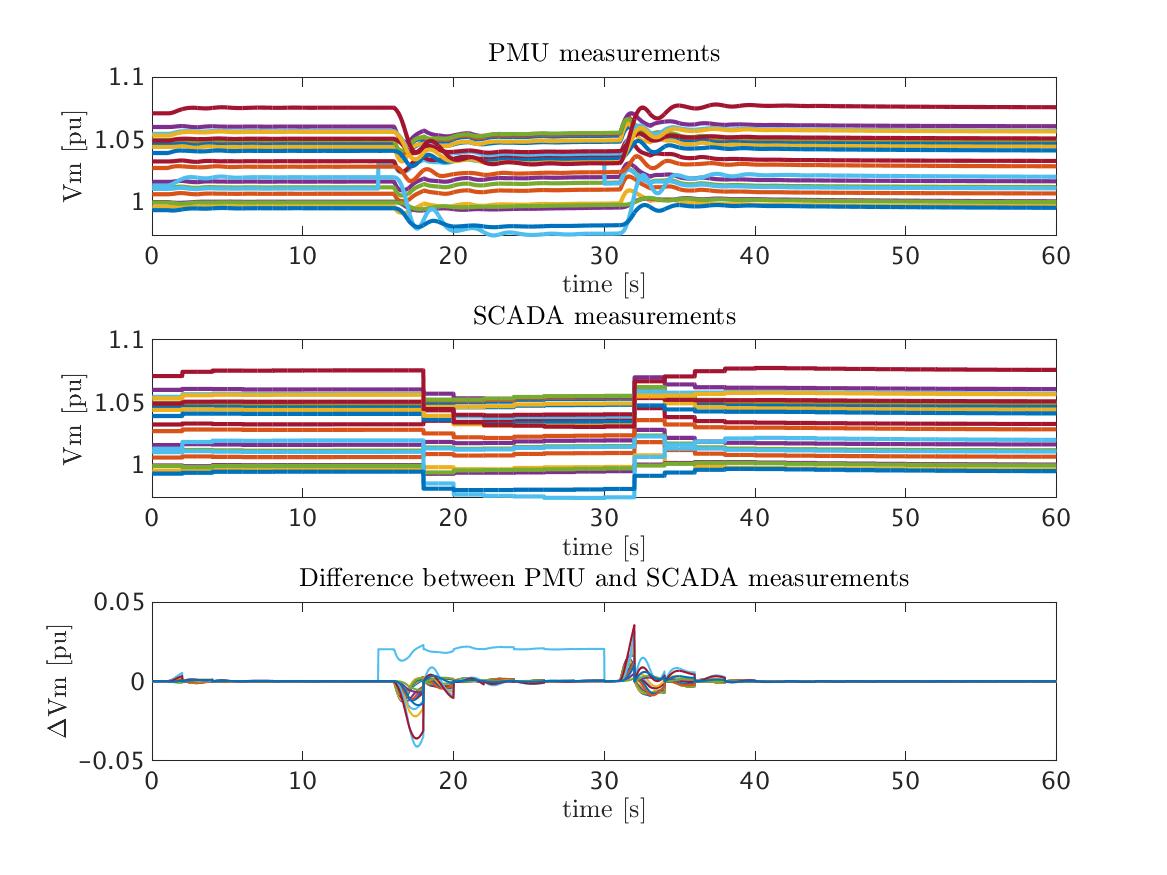 PMU measurements
1.1
1.05
1
Vm [pu]
0 10 20 30 40 50 60
time [s]
SCADA measurements
1.1
1.05
1
Vm [pu]
0 10 20 30 40 50 60
time [s]
Difference between PMU and SCADA measurements
0.05
0
-0.05
ΔVm [pu]
0 10 20 30 40 50 60
time [s]